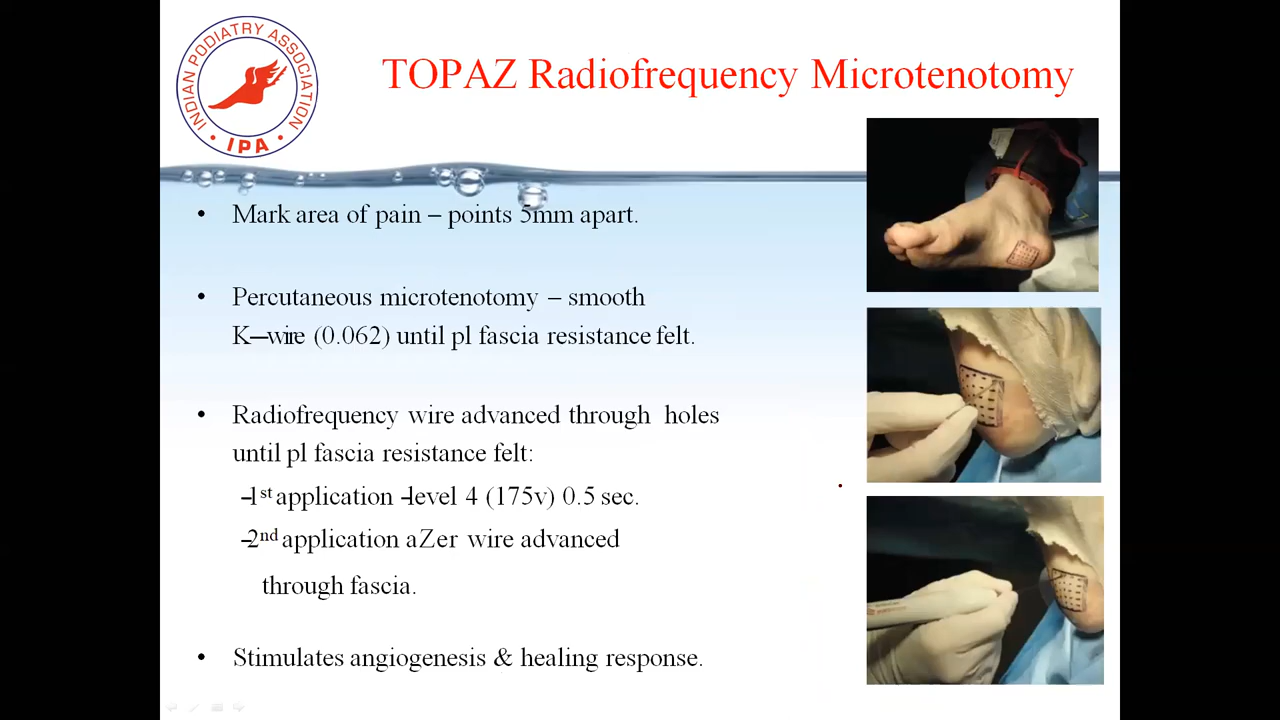 INDIAN PODIATRY ASSOCIATION
• IPA •
TOPAZ Radiofrequency Microtenotomy
• Mark area of pain – points 5mm apart.
• Percutaneous microtenotomy – smooth
K–wire (0.062) until pl fascia resistance felt.
• Radiofrequency wire advanced through holes
until pl fascia resistance felt:
–1st application –level 4 (175v) 0.5 sec.
–2nd application aZer wire advanced
through fascia.
• Stimulates angiogenesis & healing response.